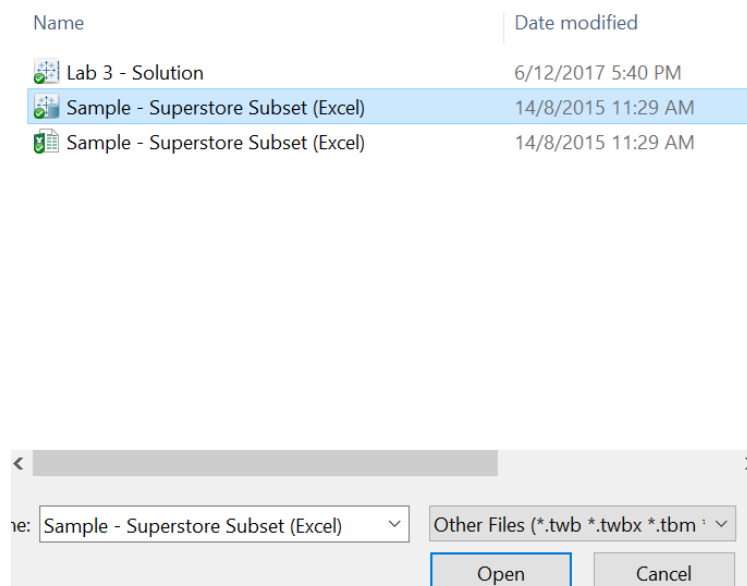 Name Date modified
Lab 3 - Solution 6/12/2017 5:40 PM
Sample - Superstore Subset (Excel) 14/8/2015 11:29 AM
Sample - Superstore Subset (Excel) 14/8/2015 11:29 AM
ne: Sample - Superstore Subset (Excel) Other Files (*.twb *.twbx *.tbm *
Open Cancel